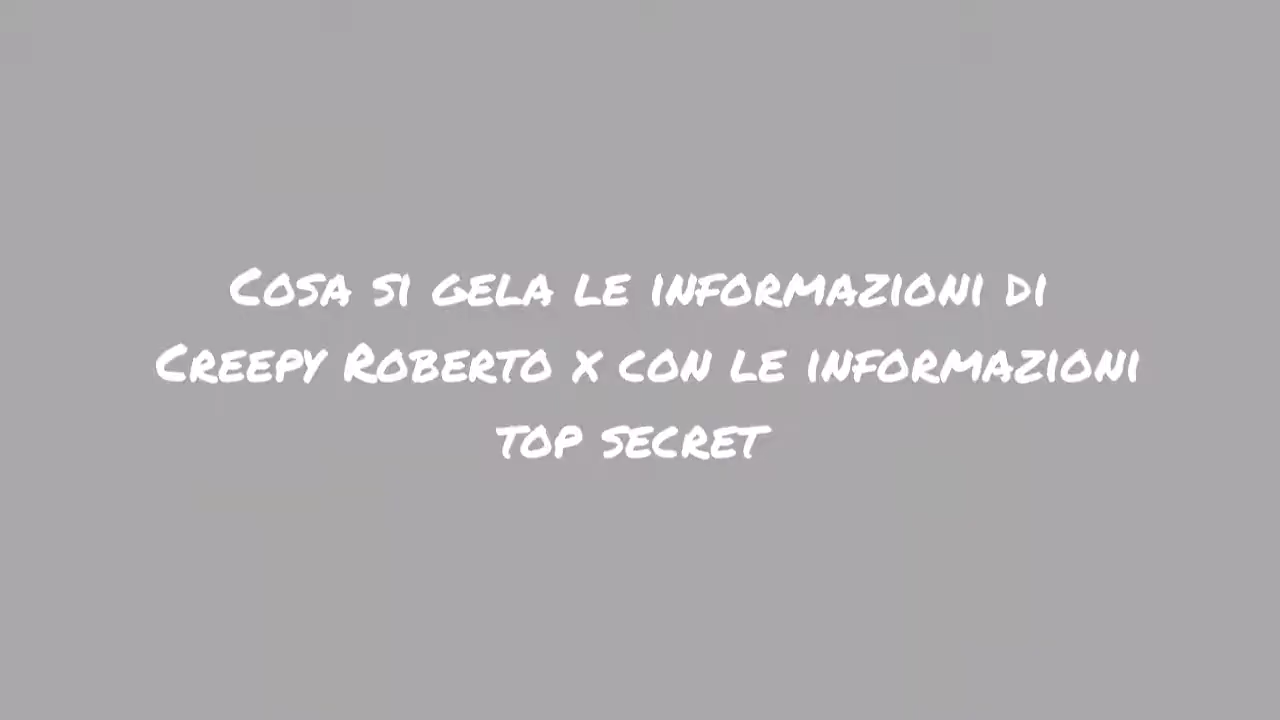 Cosa si gela le informazioni di
Creepy Roberto x con le informazioni
top secret